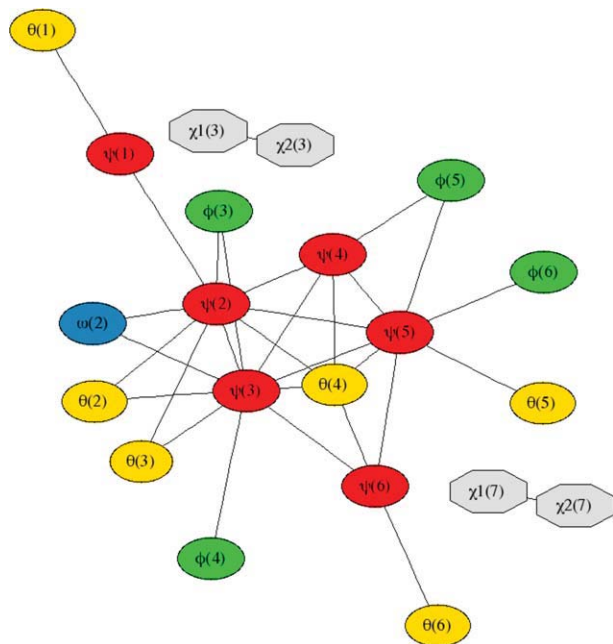 θ(1)
χ1(3)
χ2(3)
ψ(1)
ϕ(5)
ϕ(3)
ψ(4)
ϕ(6)
ψ(2)
ω(2)
ψ(5)
θ(4)
ψ(3)
θ(2)
θ(5)
θ(3)
ψ(6)
χ1(7)
χ2(7)
ϕ(4)
θ(6)